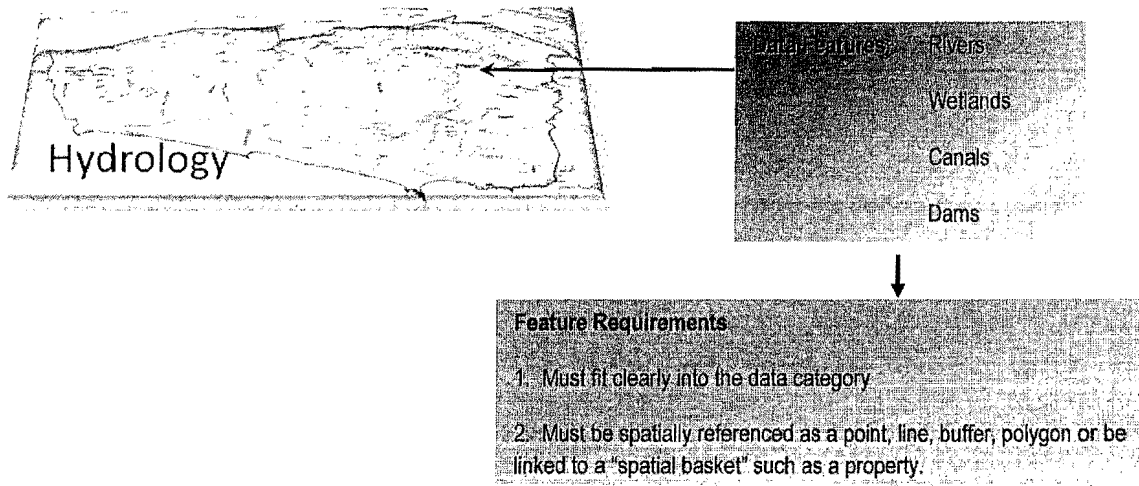 Hydrology
Data Features: Rivers
Wetlands
Canals
Dams
Feature Requirements
1. Must fit clearly into the data category
2. Must be spatially referenced as a point, line, buffer, polygon or be
linked to a "spatial basket" such as a property.